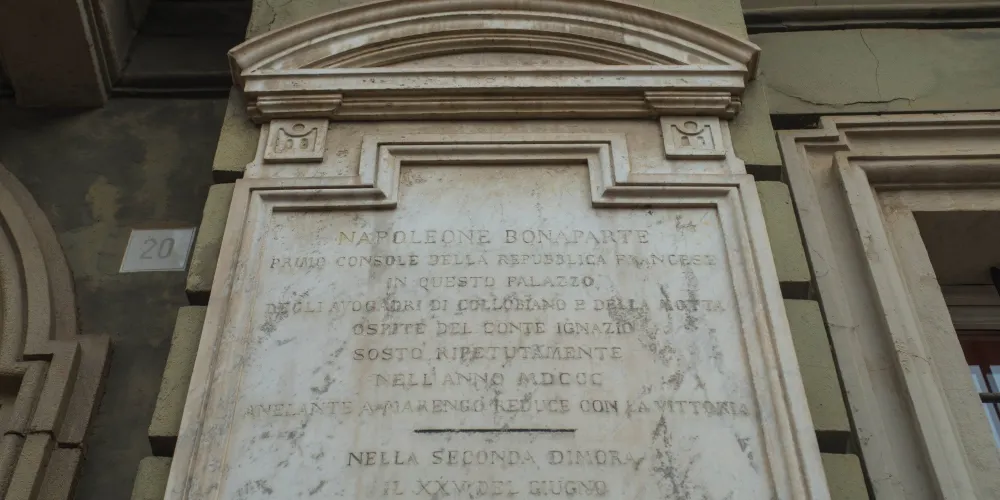 20
NAPOLEONE BONAPARTE
PRIMO CONSOLE DELLA REPUBBLICA FRANCESE
IN QUESTO PALAZZO
DEGLI AVOGADRI DI COLLOBIANO E DELLA MOTTA
OSPITE DEL CONTE IGNAZIO
SOSTÒ RIPETUTAMENTE
NELL'ANNO MDCCC
ANELANTE A MARENGO REDUCE CON LA VITTORIA
NELLA SECONDA DIMORA
IL XXV DEL GIUGNO